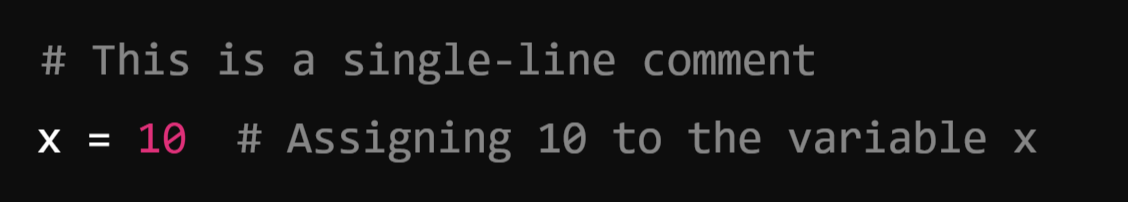 # This is a single-line comment
x = 10  # Assigning 10 to the variable x